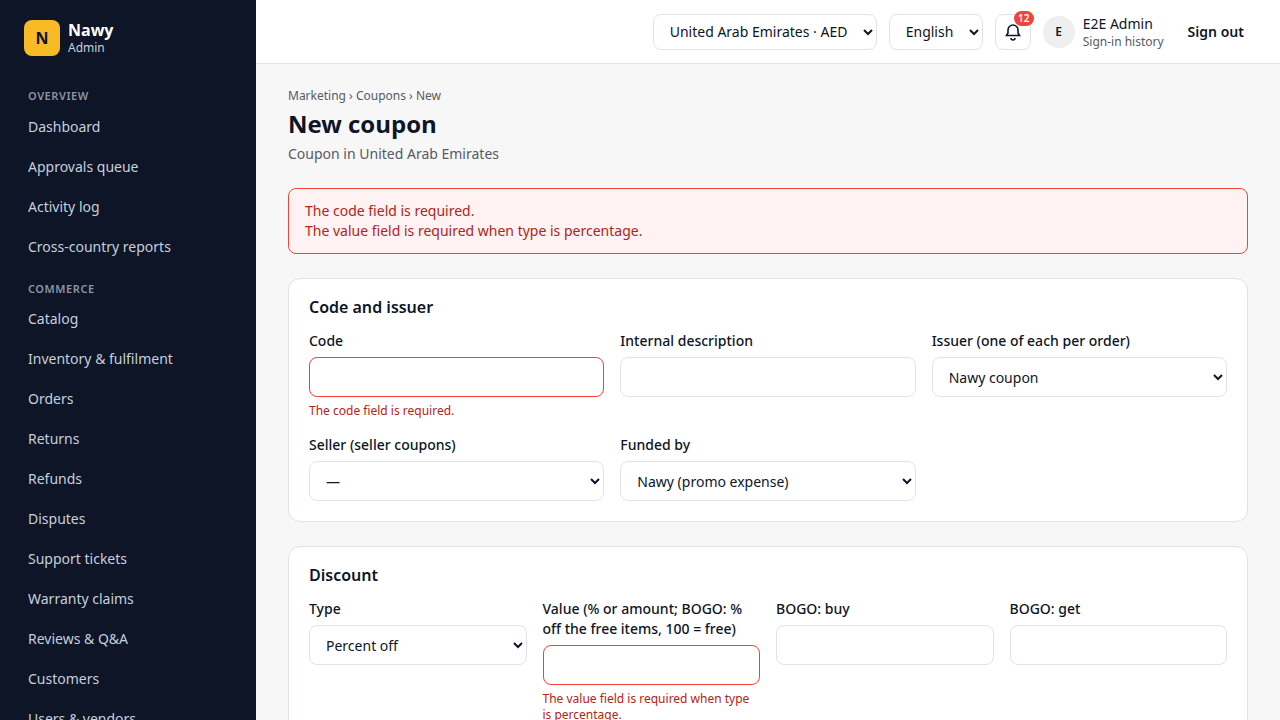 N
Nawy
Admin
OVERVIEW
Dashboard
Approvals queue
Activity log
Cross-country reports
COMMERCE
Catalog
Inventory & fulfilment
Orders
Returns
Refunds
Disputes
Support tickets
Warranty claims
Reviews & Q&A
Customers
Users & vendors
United Arab Emirates · AED
English
12
E
E2E Admin
Sign-in history
Sign out
Marketing › Coupons › New
New coupon
Coupon in United Arab Emirates
The code field is required.
The value field is required when type is percentage.
Code and issuer
Code
Internal description
Issuer (one of each per order)
Nawy coupon
The code field is required.
Seller (seller coupons)
Funded by
—
Nawy (promo expense)
Discount
Type
Value (% or amount; BOGO: %
off the free items, 100 = free)
BOGO: buy
BOGO: get
Percent off
The value field is required when type
is percentage.